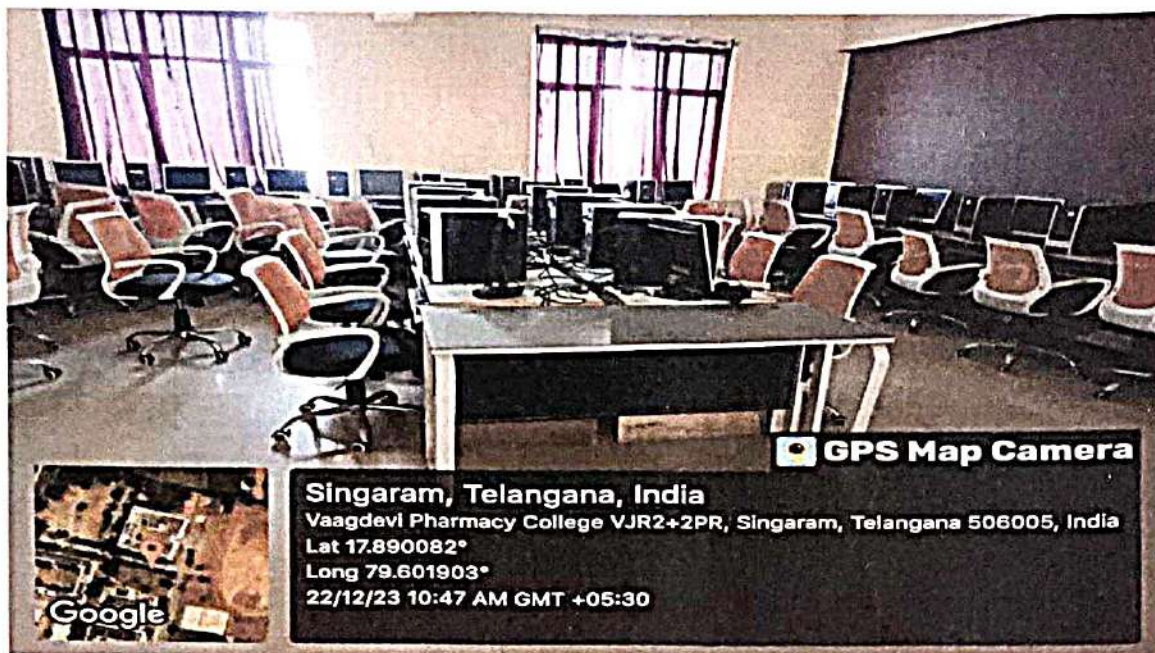 GPS Map Camera
Singaram, Telangana, India
Vaagdevi Pharmacy College VJR2+2PR, Singaram, Telangana 506005, India
Lat 17.890082°
Long 79.601903°
22/12/23 10:47 AM GMT +05:30
Google